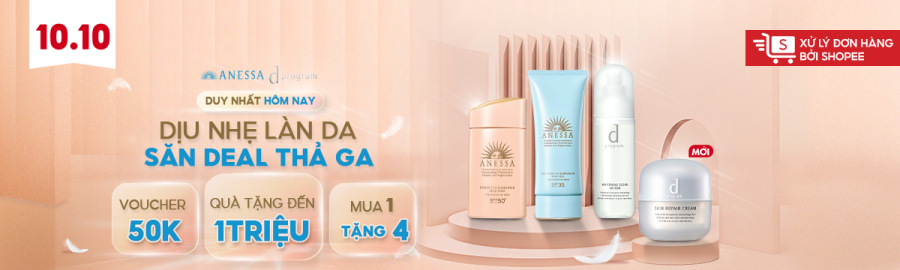 10.10
ANESSA d program
DUY NHẤT HÔM NAY
DỊU NHẸ LÀN DA
SĂN DEAL THẢ GA
VOUCHER
50K
QUÀ TẶNG ĐẾN
1TRIỆU
MUA 1
TẶNG 4
ANESSA
SPF50+
ANESSA
d
program
MỚI
d
SKIN REPAIR CREAM
S
XỬ LÝ ĐƠN HÀNG
BỞI SHOPEE